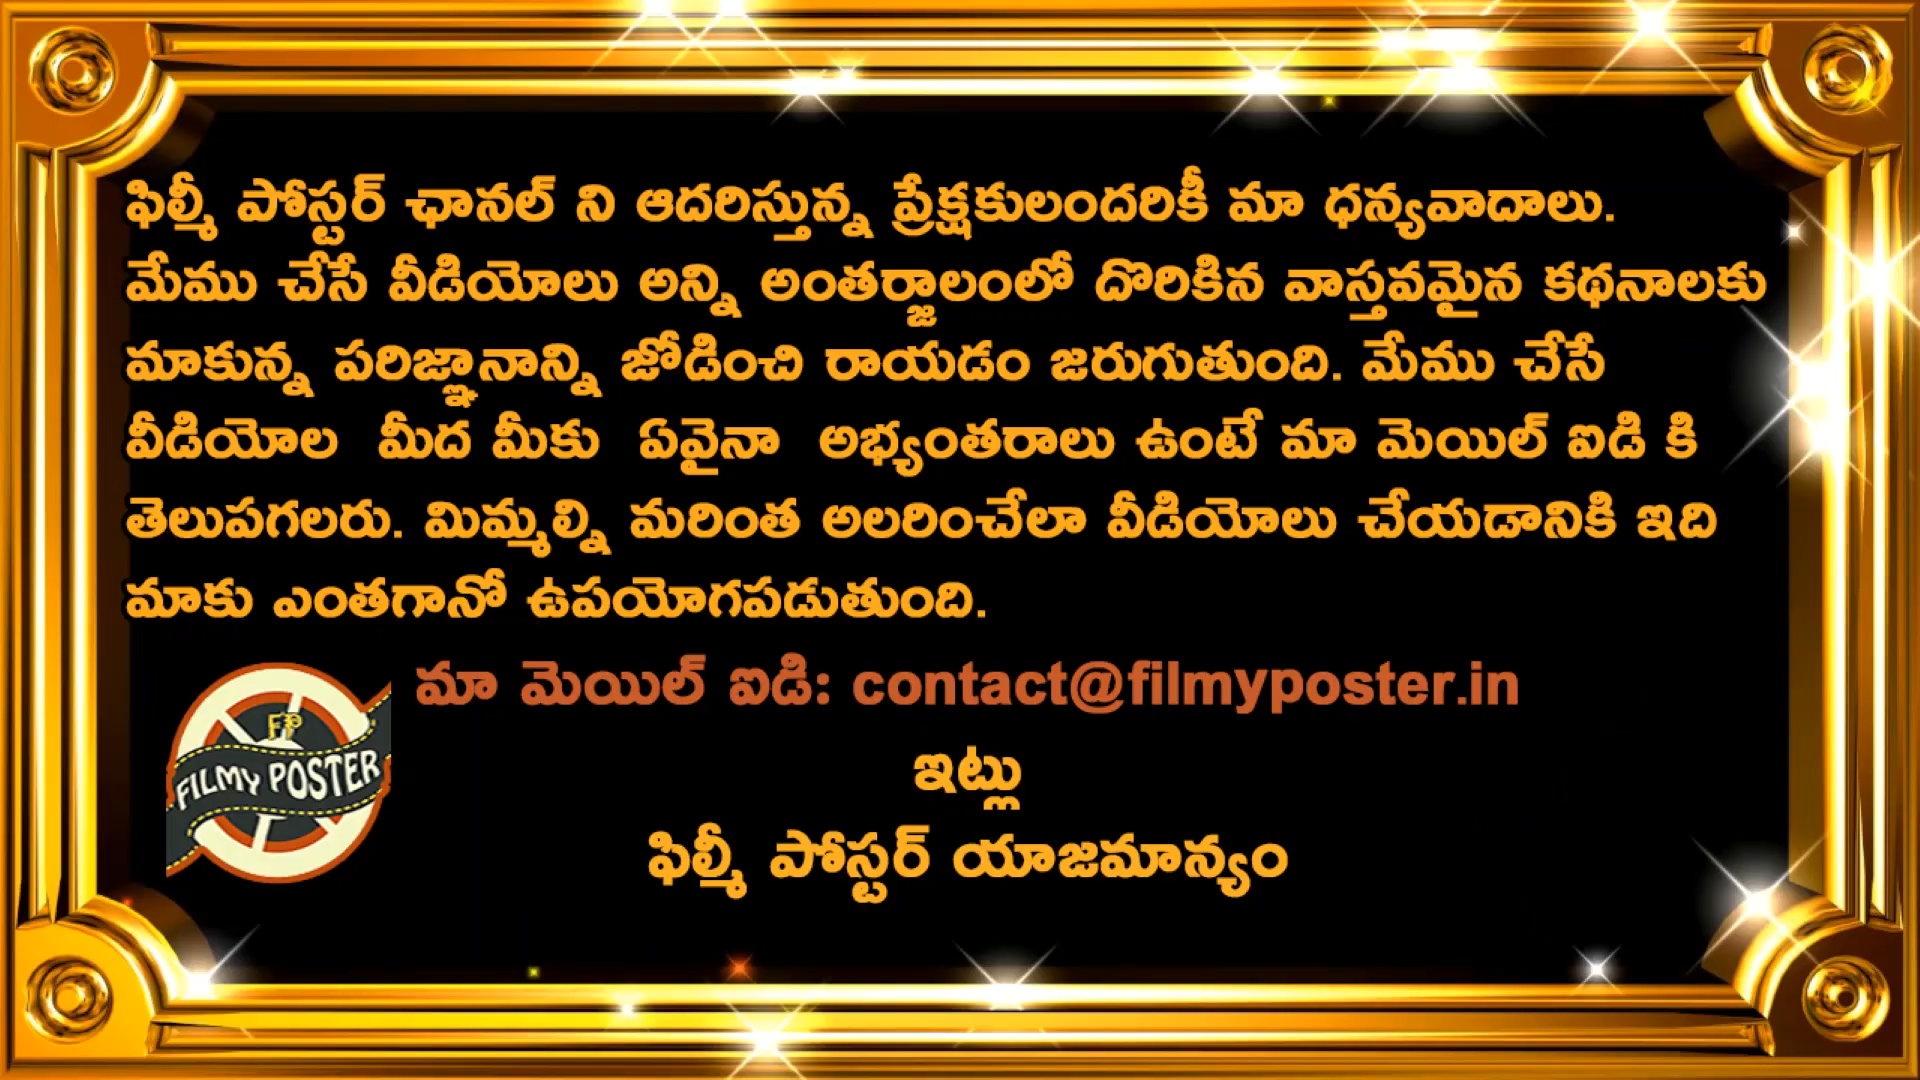 ఫిల్మీ పోస్టర్ ఛానల్ ని ఆదరిస్తున్న ప్రేక్షకులందరికీ మా ధన్యవాదాలు.
మేము చేసే వీడియోలు అన్ని అంతర్జాలంలో దొరికిన వాస్తవమైన కథనాలకు
మాకున్న పరిజ్ఞానాన్ని జోడించి రాయడం జరుగుతుంది. మేము చేసే
వీడియోల మీద మీకు ఏవైనా అభ్యంతరాలు ఉంటే మా మెయిల్ ఐడి కి
తెలుపగలరు. మిమ్మల్ని మరింత అలరించేలా వీడియోలు చేయడానికి ఇది
మాకు ఎంతగానో ఉపయోగపడుతుంది.
మా మెయిల్ ఐడి: contact@filmyposter.in
FP
FILMY POSTER
ఇట్లు
ఫిల్మీ పోస్టర్ యాజమాన్యం